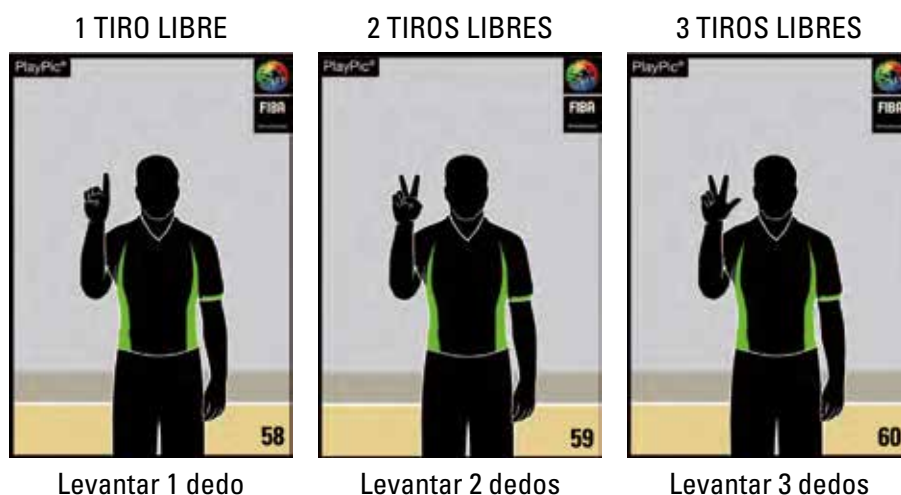 1 TIRO LIBRE
2 TIROS LIBRES
3 TIROS LIBRES
PlayPic®
FIBA
58
PlayPic®
FIBA
59
PlayPic®
FIBA
60
Levantar 1 dedo
Levantar 2 dedos
Levantar 3 dedos